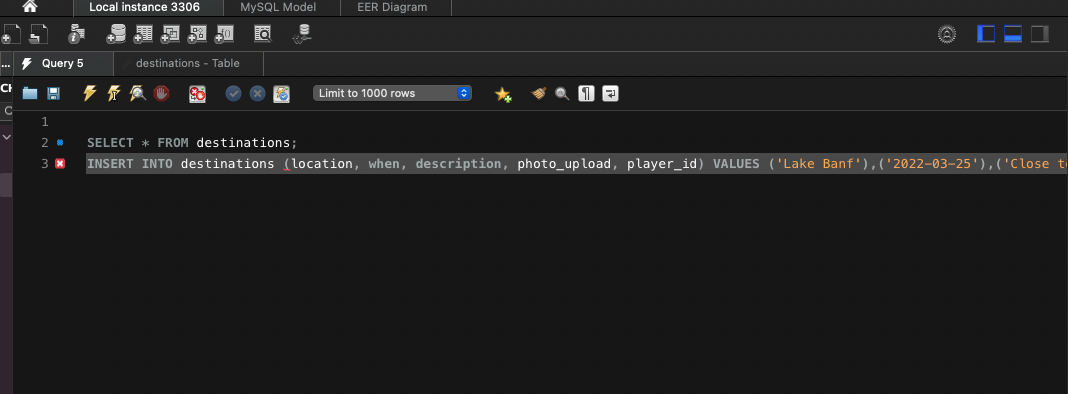 Local instance 3306 MySQL Model EER Diagram
... Query 5 destinations - Table
Limit to 1000 rows
1
2 SELECT * FROM destinations;
3 INSERT INTO destinations (location, when, description, photo_upload, player_id) VALUES ('Lake Banf'),('2022-03-25'),('Close